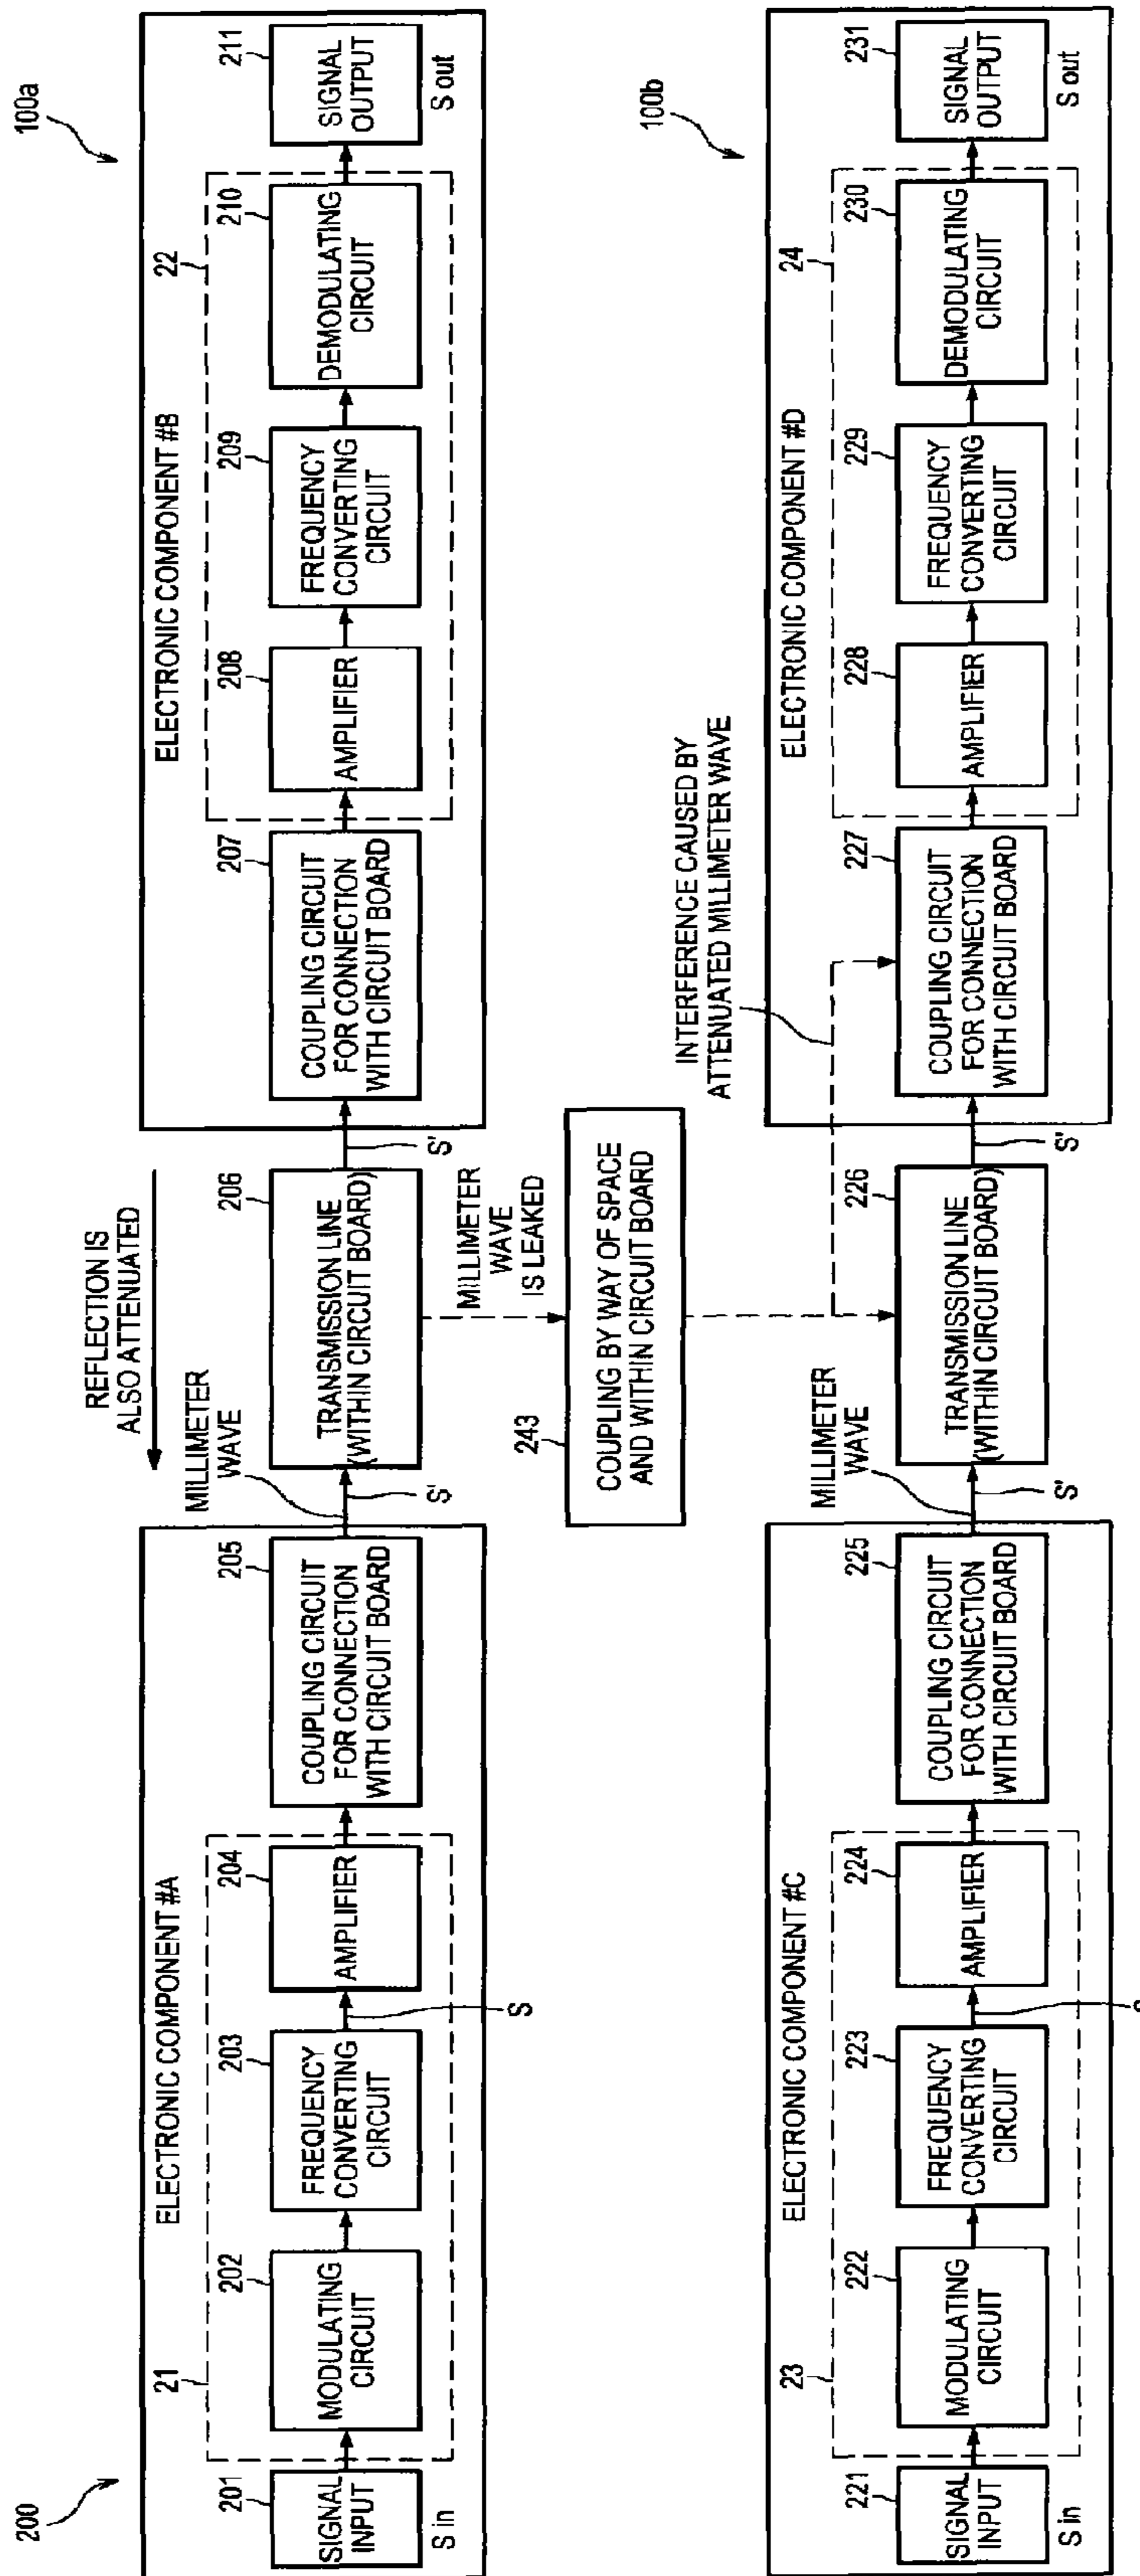 200
100a
ELECTRONIC COMPONENT #A
21
201
SIGNAL
INPUT
S in
202
MODULATING
CIRCUIT
203
FREQUENCY
CONVERTING
CIRCUIT
S
204
AMPLIFIER
205
COUPLING CIRCUIT
FOR CONNECTION
WITH CIRCUIT BOARD
REFLECTION IS
ALSO ATTENUATED
MILLIMETER
WAVE
S'
206
TRANSMISSION LINE
(WITHIN CIRCUIT BOARD)
S'
ELECTRONIC COMPONENT #B
22
207
COUPLING CIRCUIT
FOR CONNECTION
WITH CIRCUIT BOARD
208
AMPLIFIER
209
FREQUENCY
CONVERTING
CIRCUIT
210
DEMODULATING
CIRCUIT
211
SIGNAL
OUTPUT
S out
MILLIMETER
WAVE
IS LEAKED
243
COUPLING BY WAY OF SPACE
AND WITHIN CIRCUIT BOARD
INTERFERENCE CAUSED BY
ATTENUATED MILLIMETER WAVE
100b
ELECTRONIC COMPONENT #C
23
221
SIGNAL
INPUT
S in
222
MODULATING
CIRCUIT
223
FREQUENCY
CONVERTING
CIRCUIT
S
224
AMPLIFIER
225
COUPLING CIRCUIT
FOR CONNECTION
WITH CIRCUIT BOARD
MILLIMETER
WAVE
S'
226
TRANSMISSION LINE
(WITHIN CIRCUIT BOARD)
S'
ELECTRONIC COMPONENT #D
24
227
COUPLING CIRCUIT
FOR CONNECTION
WITH CIRCUIT BOARD
228
AMPLIFIER
229
FREQUENCY
CONVERTING
CIRCUIT
230
DEMODULATING
CIRCUIT
231
SIGNAL
OUTPUT
S out